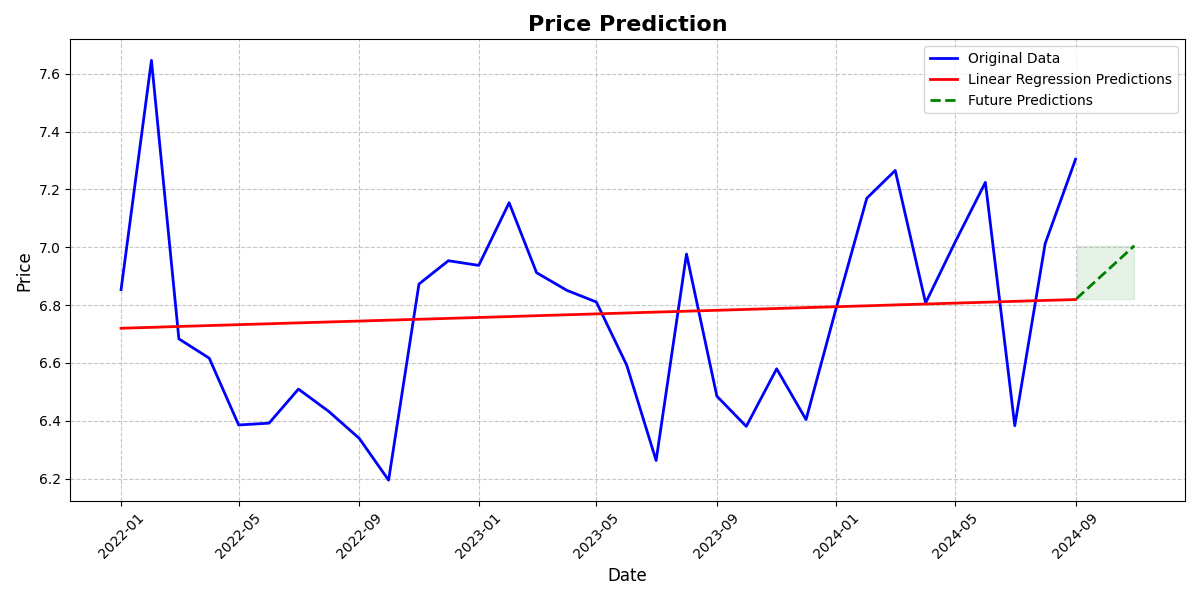 Price Prediction
Original Data
Linear Regression Predictions
Future Predictions
Price
7.6
7.4
7.2
7.0
6.8
6.6
6.4
6.2
2022-01
2022-05
2022-09
2023-01
2023-05
2023-09
2024-01
2024-05
2024-09
Date